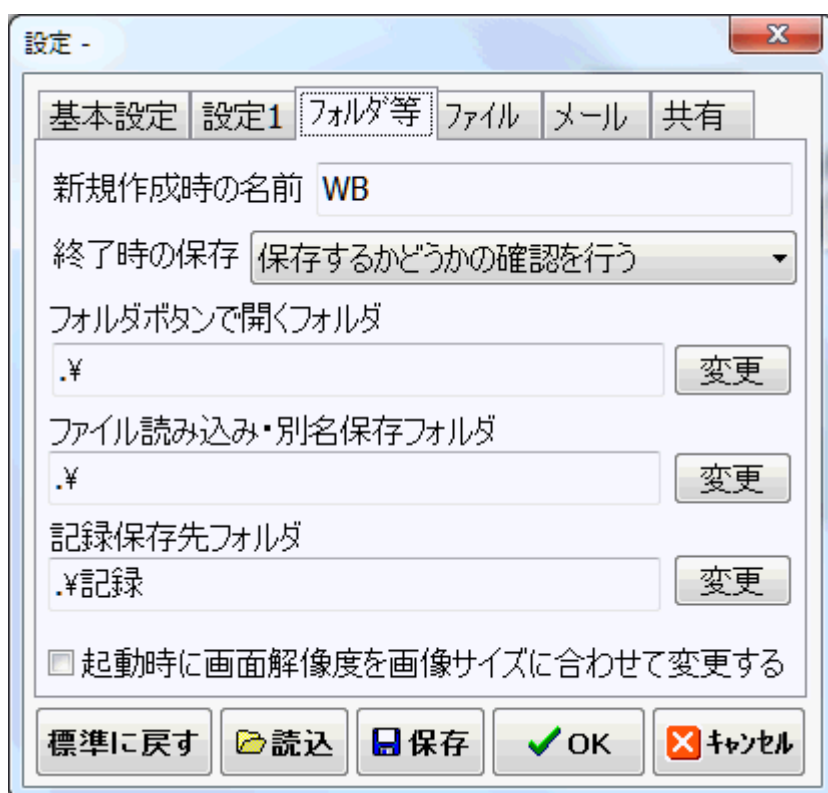 設定 -
基本設定 設定1 フォルダ等 ファイル メール 共有
新規作成時の名前 WB
終了時の保存 保存するかどうかの確認を行う
フォルダボタンで開くフォルダ
.¥ 変更
ファイル読み込み・別名保存フォルダ
.¥ 変更
記録保存先フォルダ
.¥記録 変更
起動時に画面解像度を画像サイズに合わせて変更する
標準に戻す 読込 保存 OK キャンセル